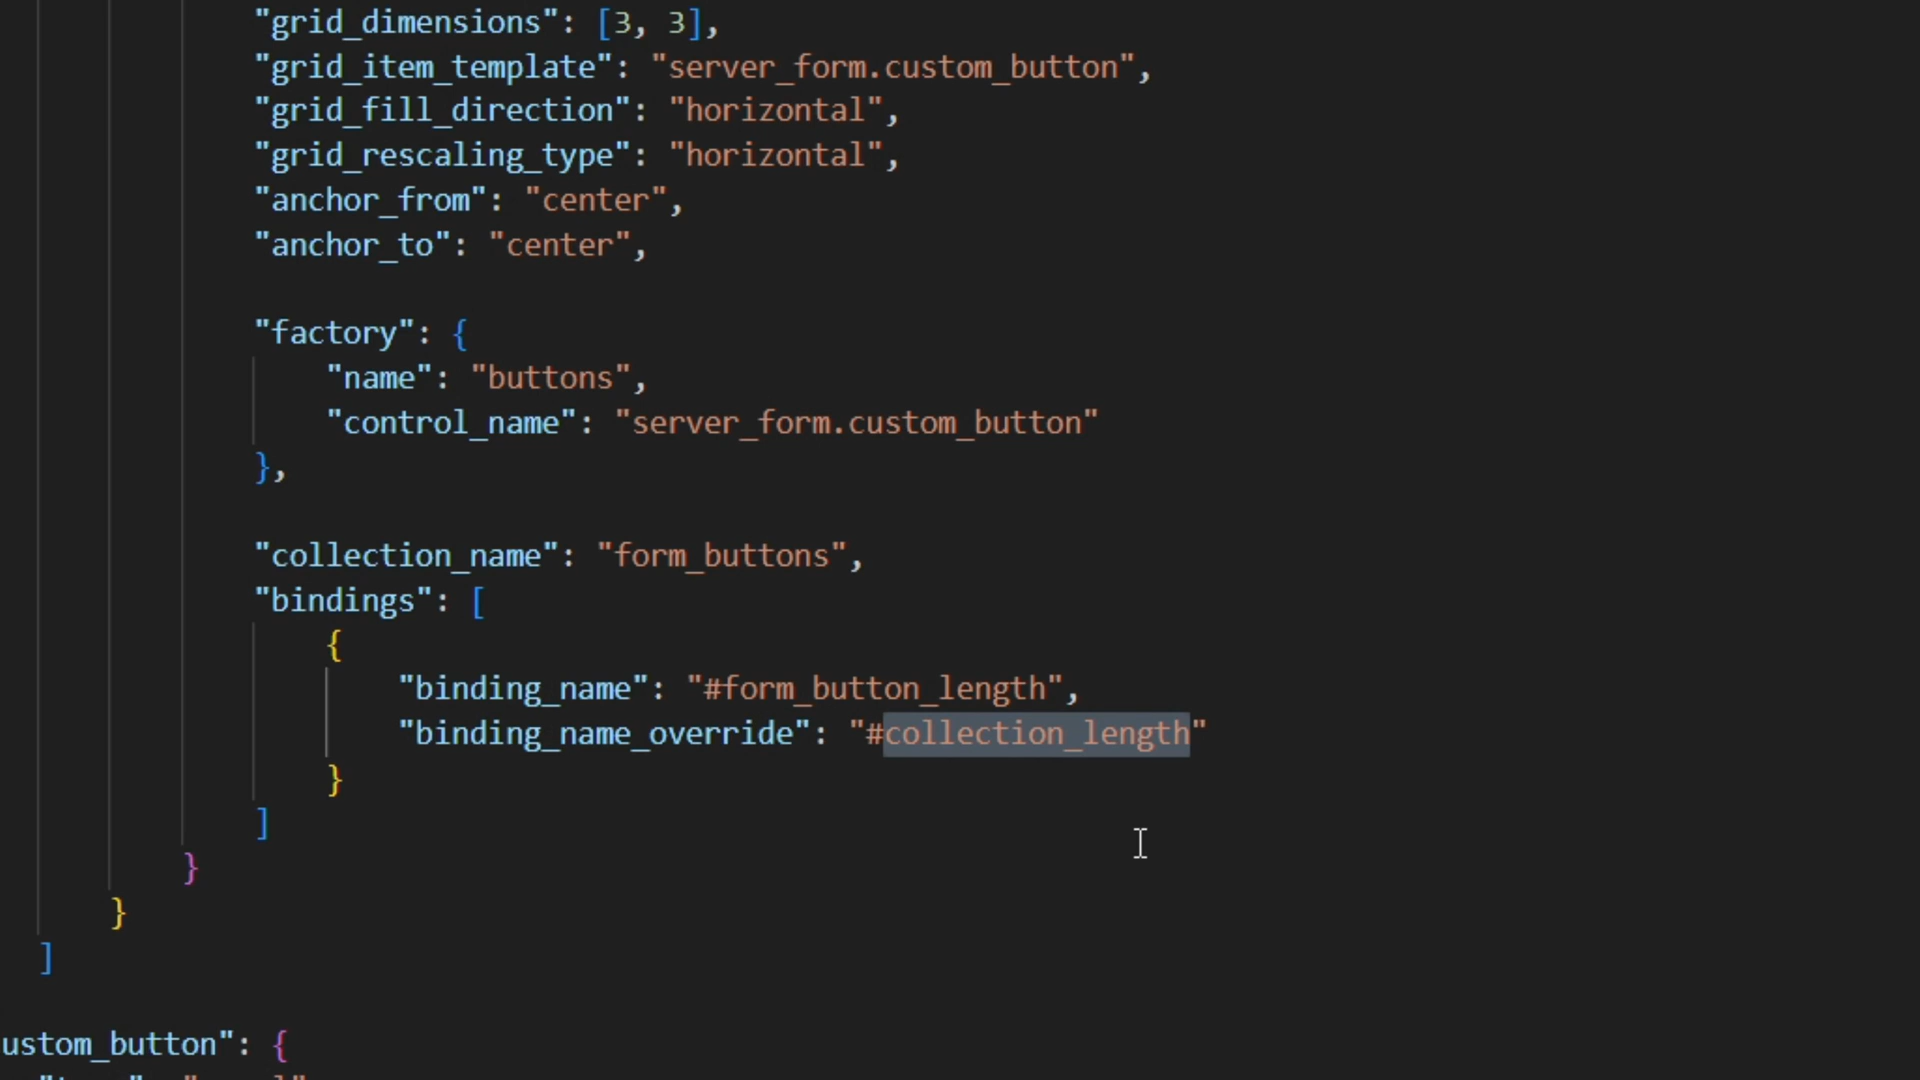 "grid_dimensions": [3, 3],
"grid_item_template": "server_form.custom_button",
"grid_fill_direction": "horizontal",
"grid_rescaling_type": "horizontal",
"anchor_from": "center",
"anchor_to": "center",
"factory": {
"name": "buttons",
"control_name": "server_form.custom_button"
},
"collection_name": "form_buttons",
"bindings": [
{
"binding_name": "#form_button_length",
"binding_name_override": "#collection_length"
}
]
}
}
]
ustom_button": {